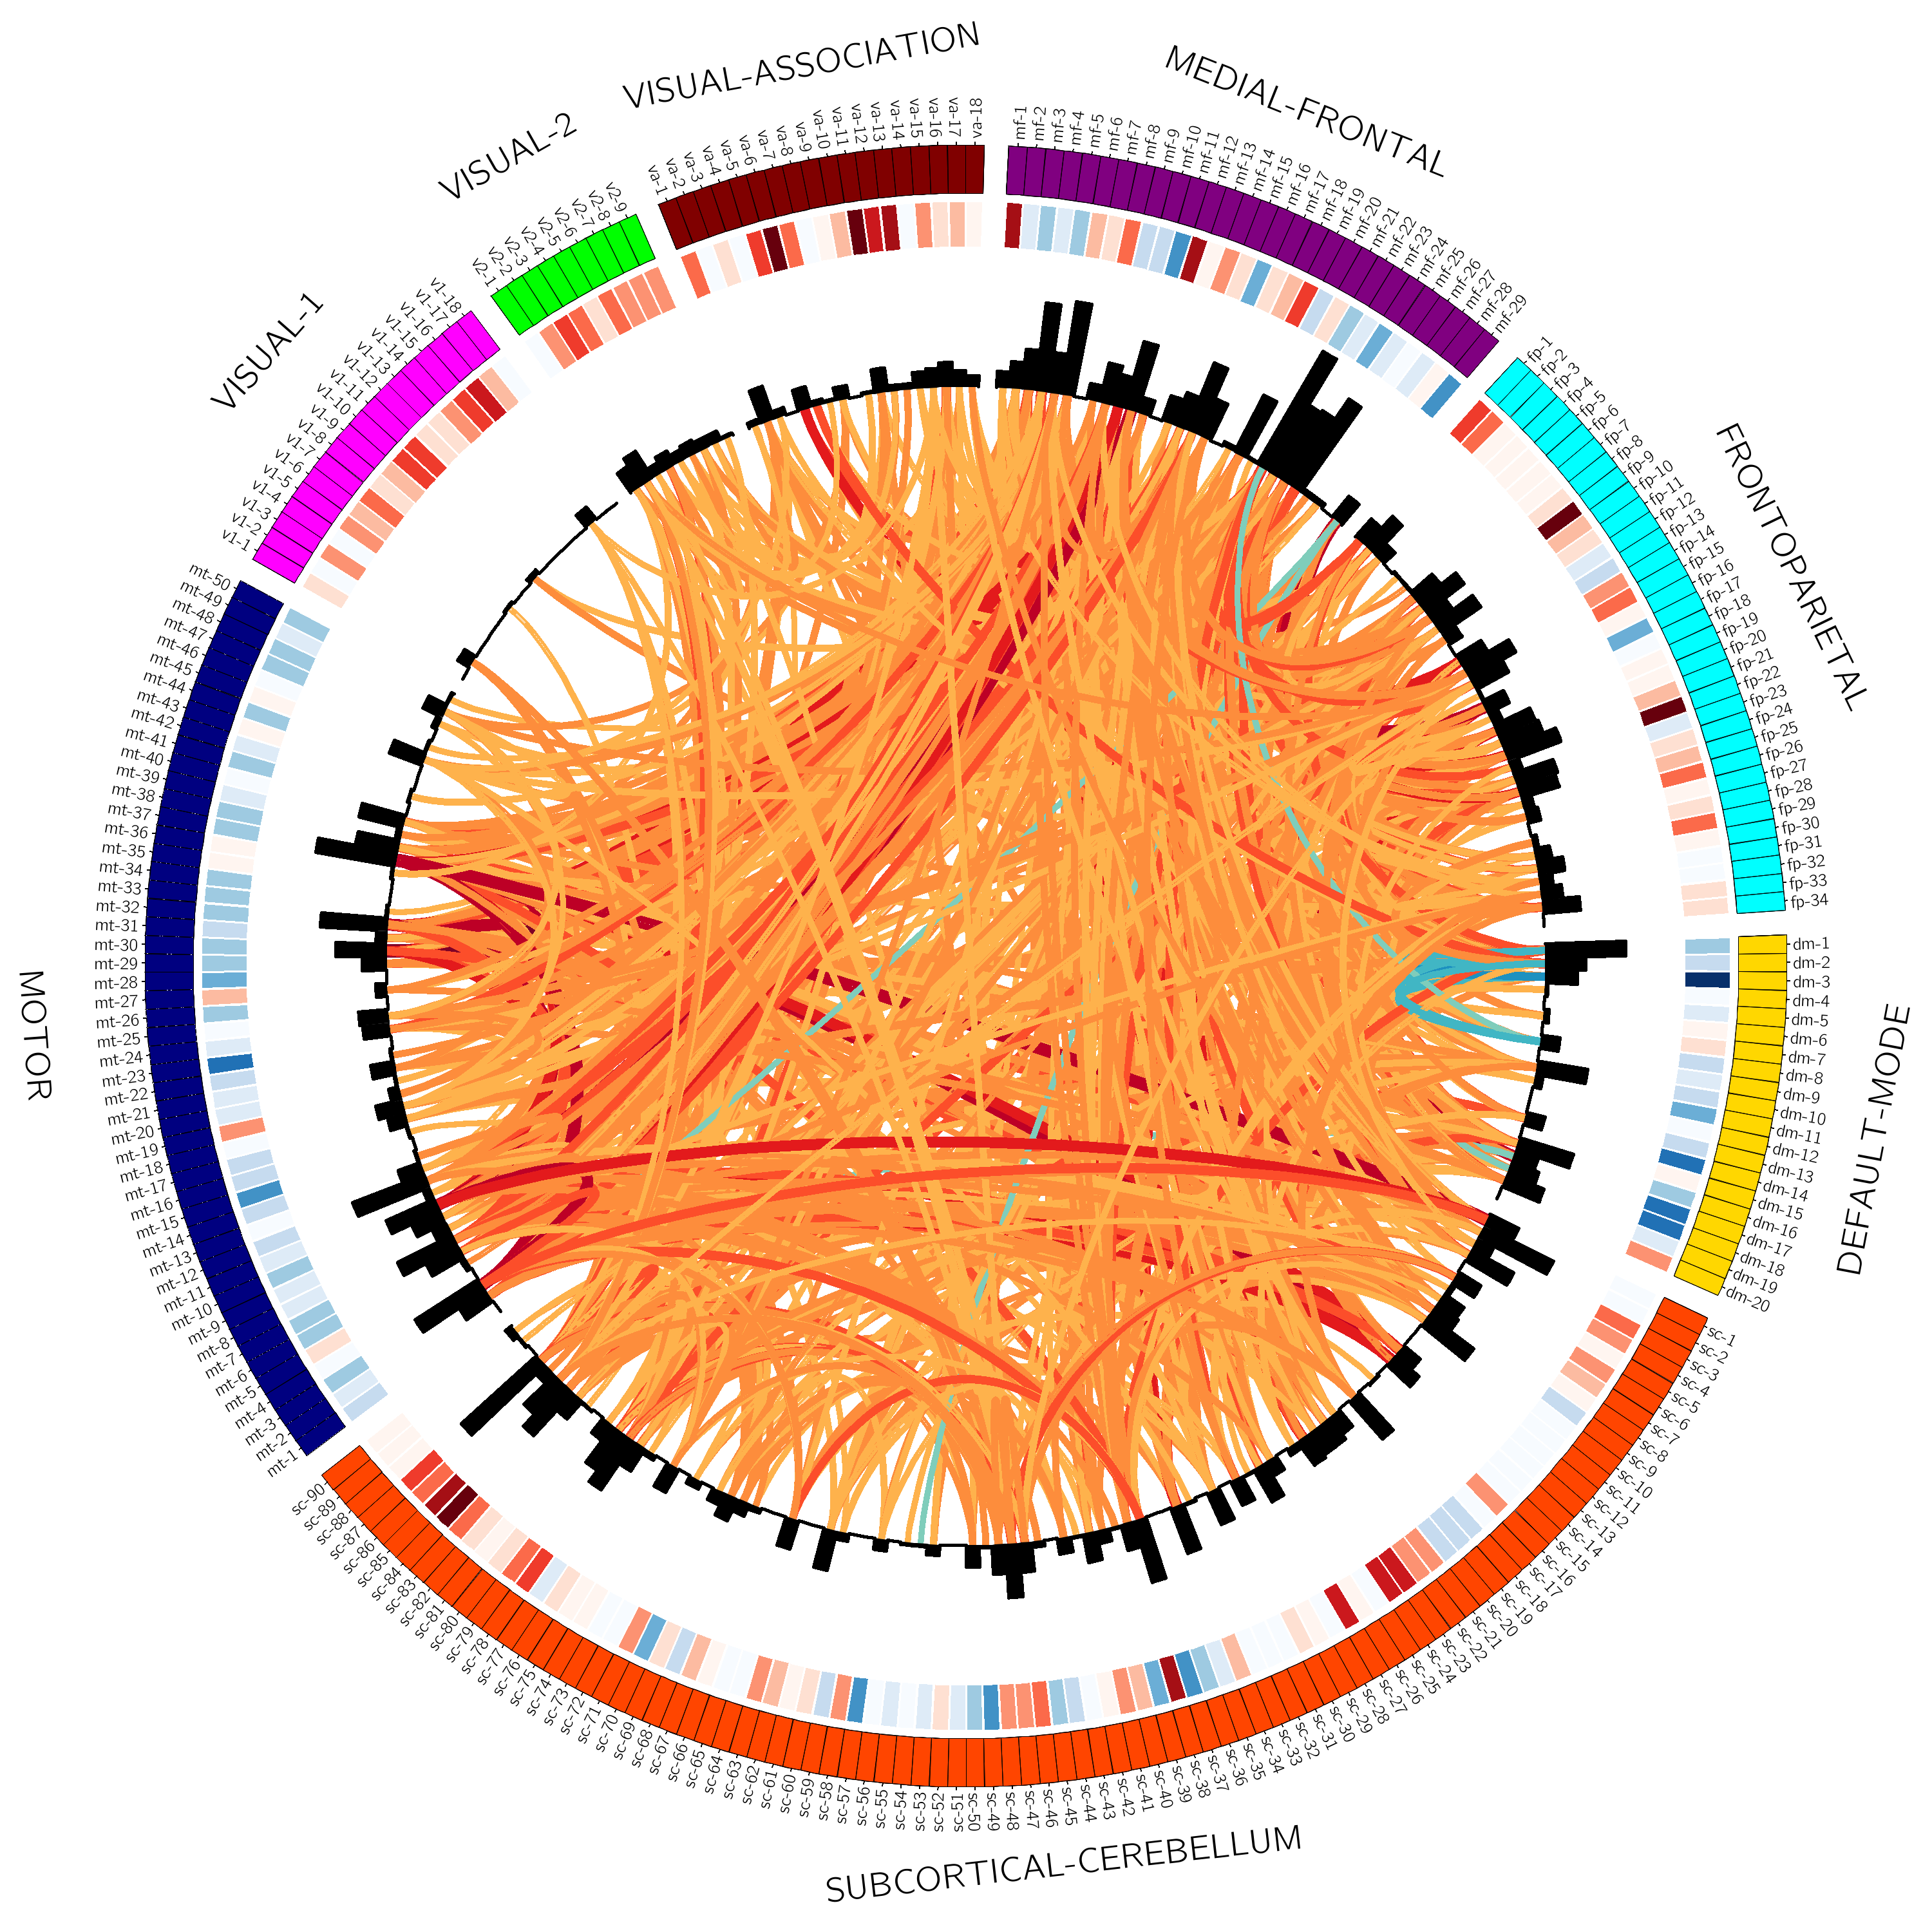 VISUAL-ASSOCIATION
MEDIAL-FRONTAL
VISUAL-2
VISUAL-1
FRONTOPARIETAL
MOTOR
DEFAULT-MODE
SUBCORTICAL-CEREBELLUM
mf-1
mf-2
mf-3
mf-4
mf-5
mf-6
mf-7
mf-8
mf-9
mf-10
mf-11
mf-12
mf-13
mf-14
mf-15
mf-16
mf-17
mf-18
mf-19
mf-20
mf-21
mf-22
mf-23
mf-24
mf-25
mf-26
mf-27
mf-28
mf-29
fp-1
fp-2
fp-3
fp-4
fp-5
fp-6
fp-7
fp-8
fp-9
fp-10
fp-11
fp-12
fp-13
fp-14
fp-15
fp-16
fp-17
fp-18
fp-19
fp-20
fp-21
fp-22
fp-23
fp-24
fp-25
fp-26
fp-27
fp-28
fp-29
fp-30
fp-31
fp-32
fp-33
fp-34
dm-1
dm-2
dm-3
dm-4
dm-5
dm-6
dm-7
dm-8
dm-9
dm-10
dm-11
dm-12
dm-13
dm-14
dm-15
dm-16
dm-17
dm-18
dm-19
dm-20
sc-1
sc-2
sc-3
sc-4
sc-5
sc-6
sc-7
sc-8
sc-9
sc-10
sc-11
sc-12
sc-13
sc-14
sc-15
sc-16
sc-17
sc-18
sc-19
sc-20
sc-21
sc-22
sc-23
sc-24
sc-25
sc-26
sc-27
sc-28
sc-29
sc-30
sc-31
sc-32
sc-33
sc-34
sc-35
sc-36
sc-37
sc-38
sc-39
sc-40
sc-41
sc-42
sc-43
sc-44
sc-45
sc-46
sc-47
sc-48
sc-49
sc-50
sc-51
sc-52
sc-53
sc-54
sc-55
sc-56
sc-57
sc-58
sc-59
sc-60
sc-61
sc-62
sc-63
sc-64
sc-65
sc-66
sc-67
sc-68
sc-69
sc-70
sc-71
sc-72
sc-73
sc-74
sc-75
sc-76
sc-77
sc-78
sc-79
sc-80
sc-81
sc-82
sc-83
sc-84
sc-85
sc-86
sc-87
sc-88
sc-89
sc-90
mt-1
mt-2
mt-3
mt-4
mt-5
mt-6
mt-7
mt-8
mt-9
mt-10
mt-11
mt-12
mt-13
mt-14
mt-15
mt-16
mt-17
mt-18
mt-19
mt-20
mt-21
mt-22
mt-23
mt-24
mt-25
mt-26
mt-27
mt-28
mt-29
mt-30
mt-31
mt-32
mt-33
mt-34
mt-35
mt-36
mt-37
mt-38
mt-39
mt-40
mt-41
mt-42
mt-43
mt-44
mt-45
mt-46
mt-47
mt-48
mt-49
mt-50
v1-1
v1-2
v1-3
v1-4
v1-5
v1-6
v1-7
v1-8
v1-9
v1-10
v1-11
v1-12
v1-13
v1-14
v1-15
v1-16
v1-17
v1-18
v2-1
v2-2
v2-3
v2-4
v2-5
v2-6
v2-7
v2-8
v2-9
va-1
va-2
va-3
va-4
va-5
va-6
va-7
va-8
va-9
va-10
va-11
va-12
va-13
va-14
va-15
va-16
va-17
va-18